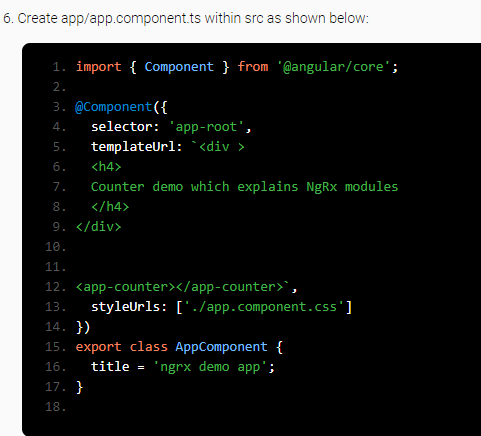 6. Create app/app.component.ts within src as shown below:
1. import { Component } from '@angular/core';
2.
3. @Component({
4. selector: 'app-root',
5. templateUrl: `<div >
6. <h4>
7. Counter demo which explains NgRx modules
8. </h4>
9. </div>
10.
11.
12. <app-counter></app-counter>`,
13. styleUrls: ['./app.component.css']
14. })
15. export class AppComponent {
16. title = 'ngrx demo app';
17. }
18.